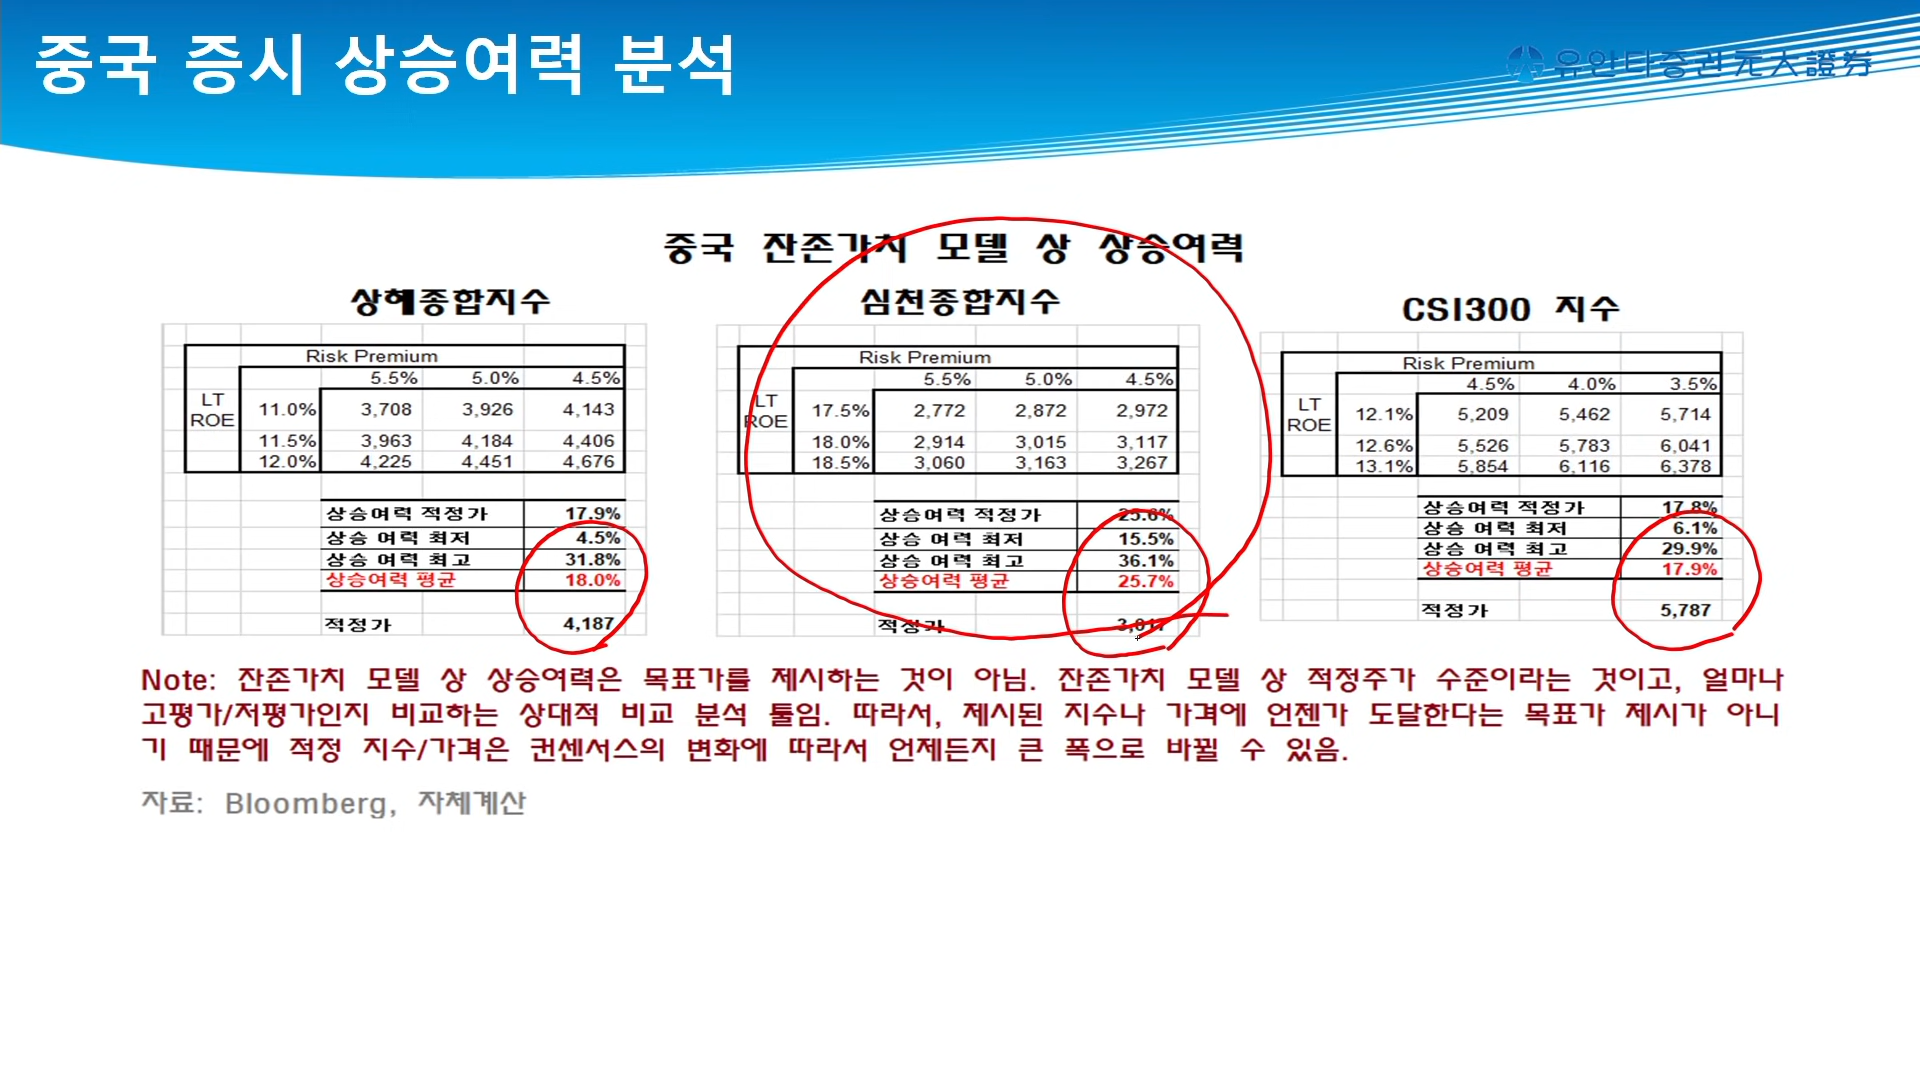 중국 증시 상승여력 분석
유안타증권 元大證券
중국 잔존가치 모델 상 상승여력
상해종합지수
Risk Premium
5.5% 5.0% 4.5%
LT ROE
11.0% 3,708 3,926 4,143
11.5% 3,963 4,184 4,406
12.0% 4,225 4,451 4,676
상승여력 적정가 17.9%
상승 여력 최저 4.5%
상승 여력 최고 31.8%
상승여력 평균 18.0%
적정가 4,187
심천종합지수
Risk Premium
5.5% 5.0% 4.5%
LT ROE
17.5% 2,772 2,872 2,972
18.0% 2,914 3,015 3,117
18.5% 3,060 3,163 3,267
상승여력 적정가 25.6%
상승 여력 최저 15.5%
상승 여력 최고 36.1%
상승여력 평균 25.7%
적정가 3,017
CSI300 지수
Risk Premium
4.5% 4.0% 3.5%
LT ROE
12.1% 5,209 5,462 5,714
12.6% 5,526 5,783 6,041
13.1% 5,854 6,116 6,378
상승여력 적정가 17.8%
상승 여력 최저 6.1%
상승 여력 최고 29.9%
상승여력 평균 17.9%
적정가 5,787
Note: 잔존가치 모델 상 상승여력은 목표가를 제시하는 것이 아님. 잔존가치 모델 상 적정주가 수준이라는 것이고, 얼마나
고평가/저평가인지 비교하는 상대적 비교 분석 툴임. 따라서, 제시된 지수나 가격에 언젠가 도달한다는 목표가 제시가 아니
기 때문에 적정 지수/가격은 컨센서스의 변화에 따라서 언제든지 큰 폭으로 바뀔 수 있음.
자료: Bloomberg, 자체계산